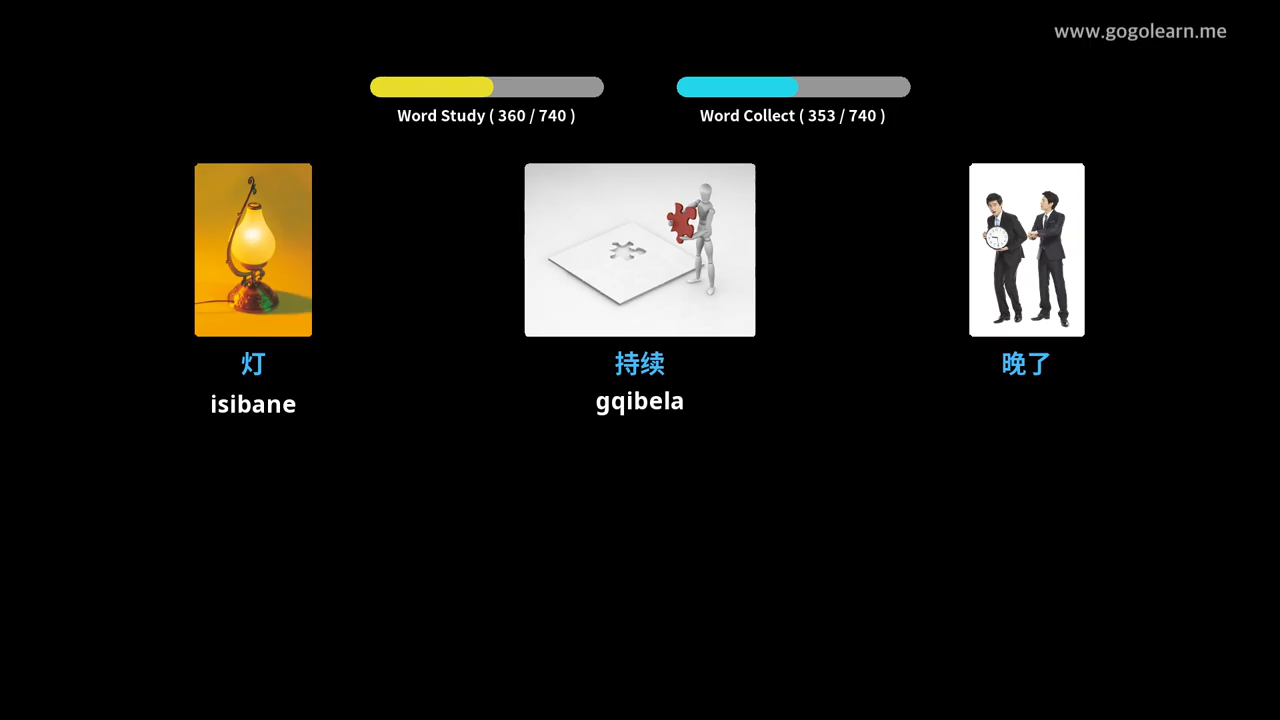 www.gogolearn.me
Word Study ( 360 / 740 )
Word Collect ( 353 / 740 )
灯
持续
晚了
isibane
gqibela